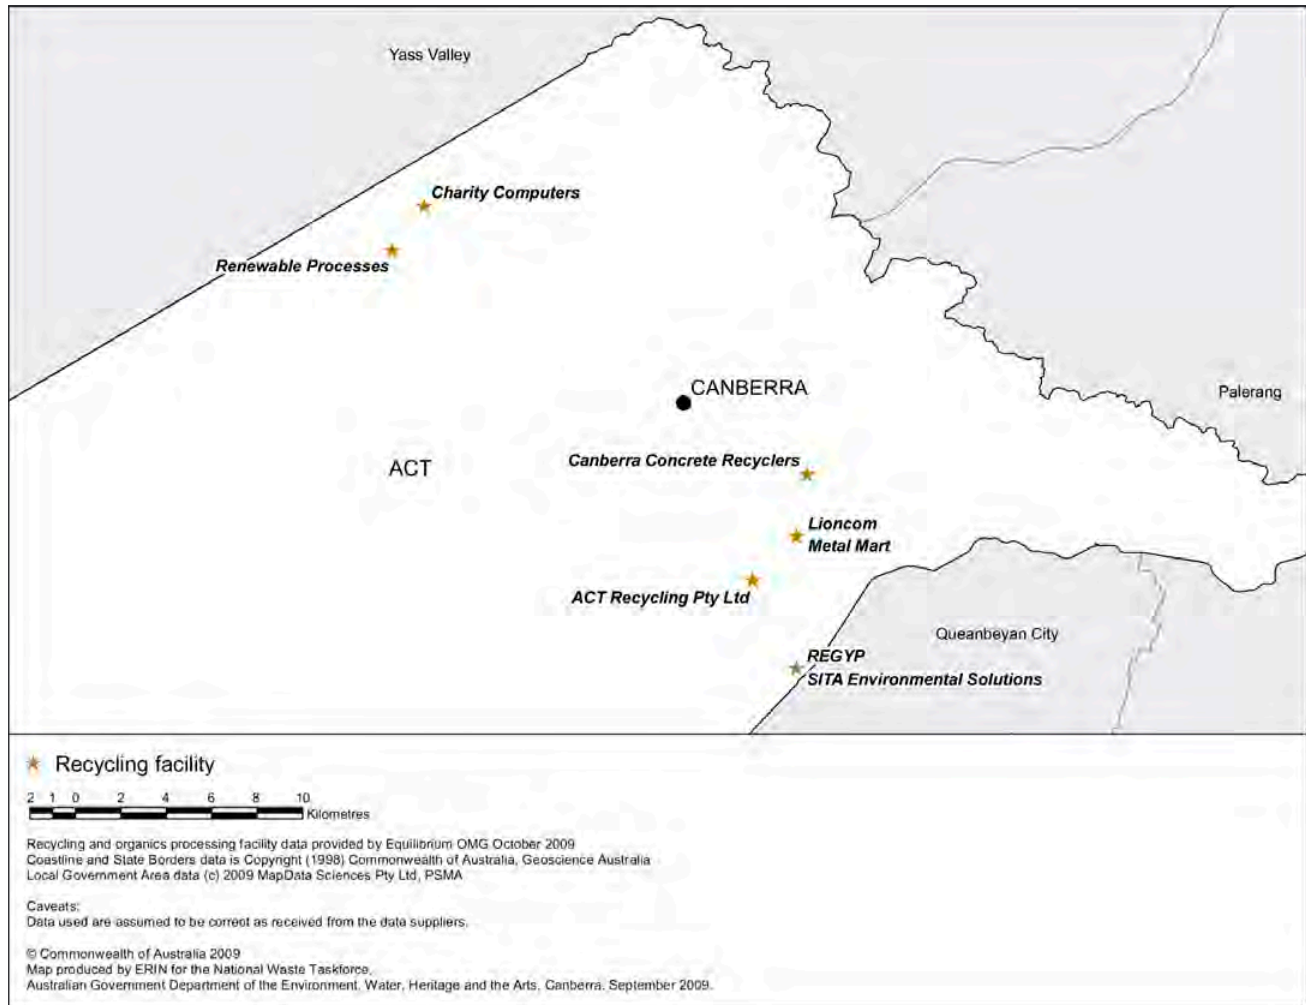 Yass Valley
Charity Computers
Renewable Processes
CANBERRA
Palerang
Canberra Concrete Recyclers
ACT
Lioncom
Metal Mart
ACT Recycling Pty Ltd
Queanbeyan City
REGYP
SITA Environmental Solutions
Recycling facility
2 1 0 2 4 6 8 10
Kilometres
Recycling and organics processing facility data provided by Equilibrium OMG October 2009
Coastline and State Borders data is Copyright (1998) Commonwealth of Australia, Geoscience Australia
Local Government Area data (c) 2009 MapData Sciences Pty Ltd, PSMA
Caveats:
Data used are assumed to be correct as received from the data suppliers.
© Commonwealth of Australia 2009
Map produced by ERIN for the National Waste Taskforce,
Australian Government Department of the Environment, Water, Heritage and the Arts, Canberra, September 2009.